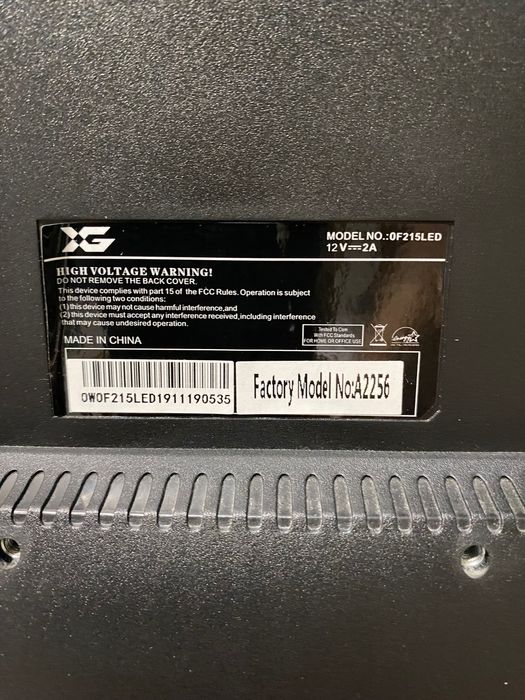 XG
MODEL NO.:0F215LED
12V⎓2A
HIGH VOLTAGE WARNING!
DO NOT REMOVE THE BACK COVER.
This device complies with part 15 of the FCC Rules. Operation is subject
to the following two conditions:
(1) this device may not cause harmful interference,and
(2) this device must accept any interference received,including interference
that may cause undesired operation.
Tested To Com
With FCC Standards
FOR HOME OR OFFICE USE
MADE IN CHINA
0W0F215LED1911190535
Factory Model No:A2256